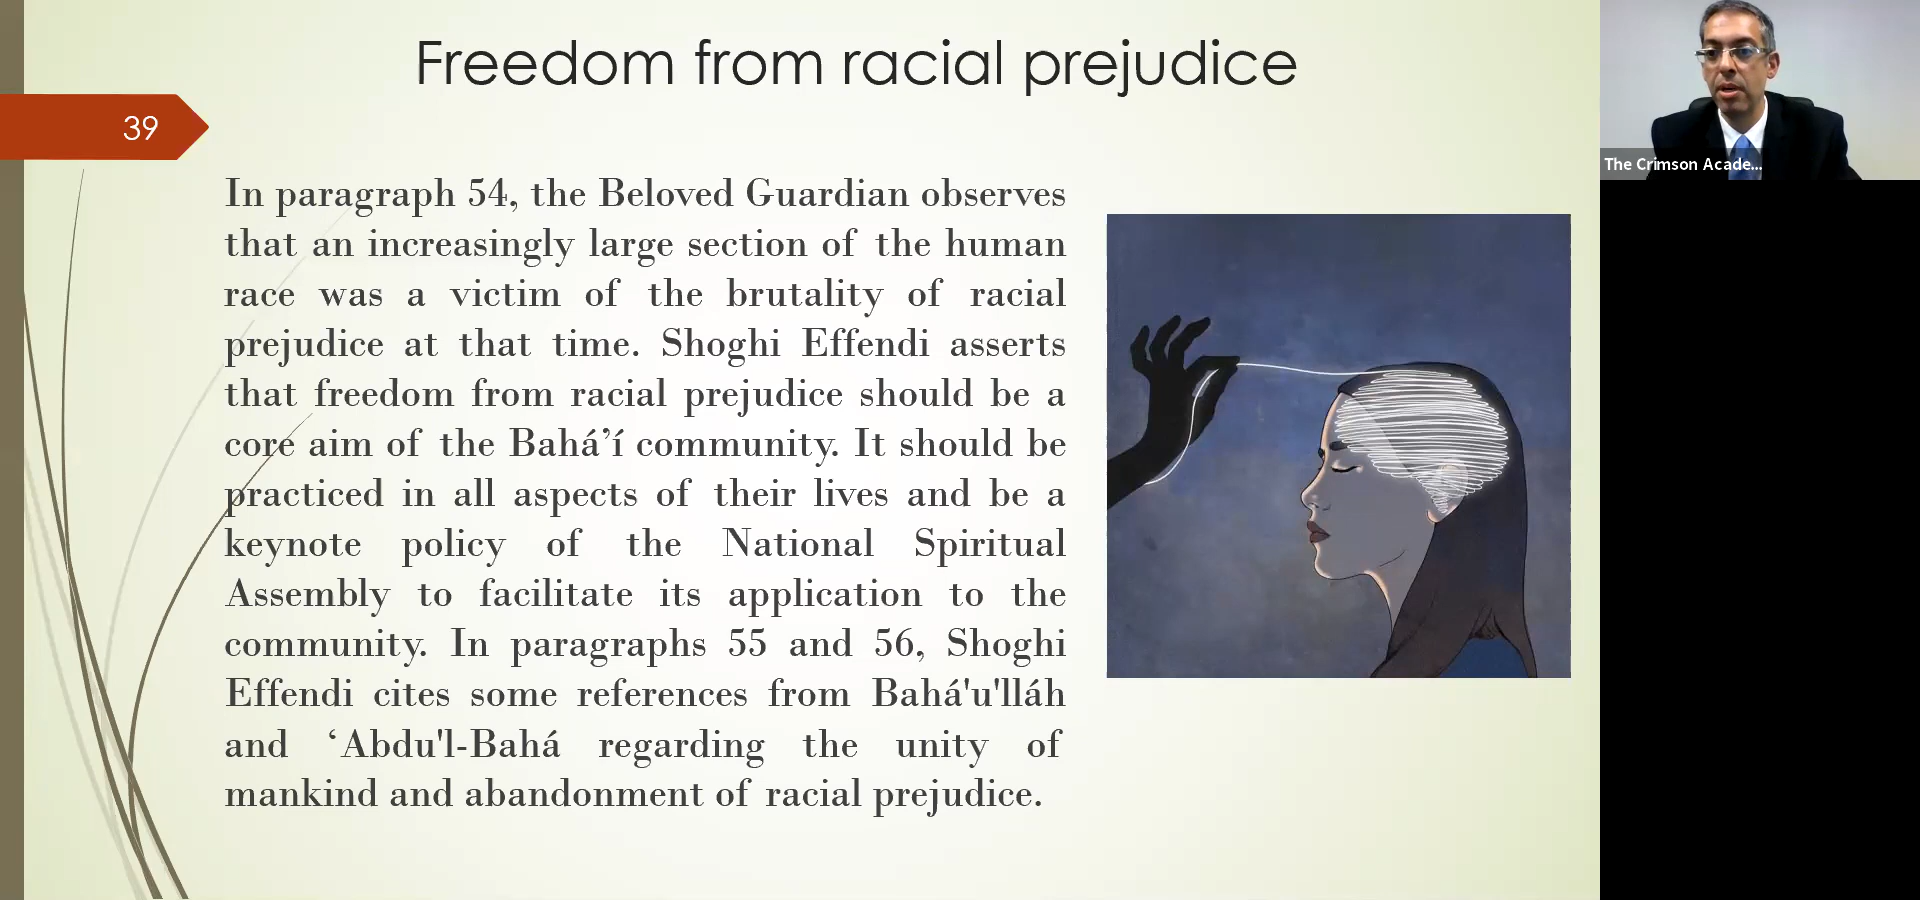 Freedom from racial prejudice
39
In paragraph 54, the Beloved Guardian observes
that an increasingly large section of the human
race was a victim of the brutality of racial
prejudice at that time. Shoghi Effendi asserts
that freedom from racial prejudice should be a
core aim of the Bahá’í community. It should be
practiced in all aspects of their lives and be a
keynote policy of the National Spiritual
Assembly to facilitate its application to the
community. In paragraphs 55 and 56, Shoghi
Effendi cites some references from Bahá'u'lláh
and ‘Abdu'l-Bahá regarding the unity of
mankind and abandonment of racial prejudice.
The Crimson Acade...